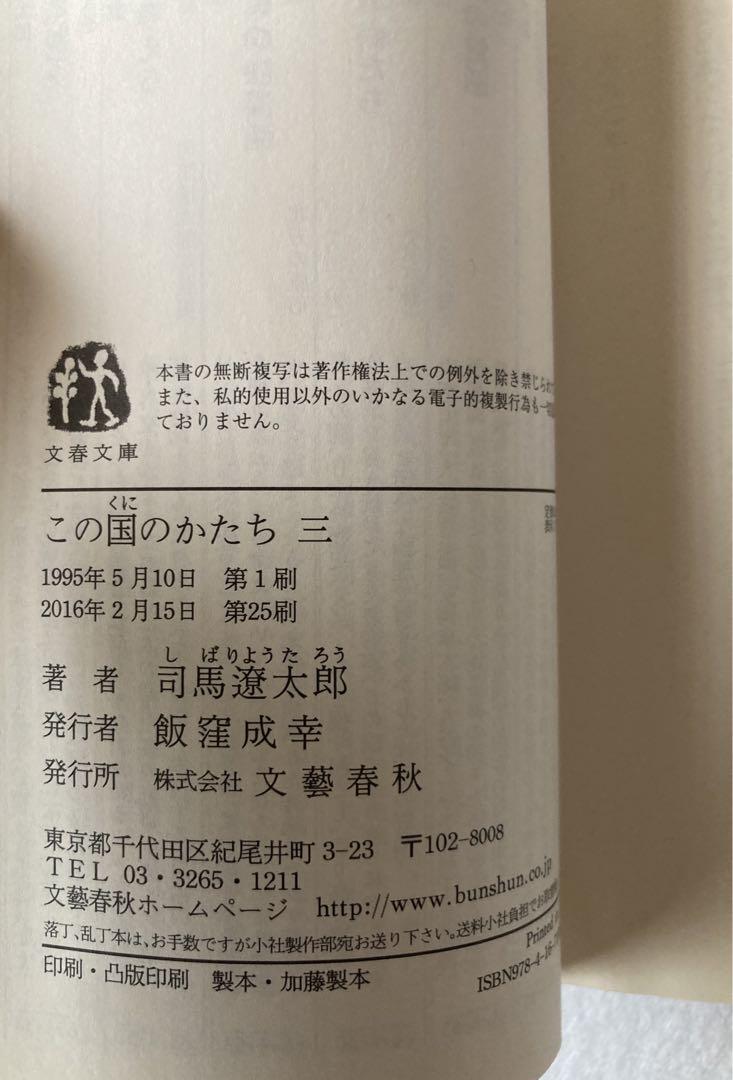 本書の無断複写は著作権法上での例外を除き禁じられ
また、私的使用以外のいかなる電子的複製行為も一切
ておりません。
文春文庫
くに
この国のかたち 三
1995年5月10日 第1刷
2016年2月15日 第25刷
しばりようたろう
著者 司馬遼太郎
発行者 飯窪成幸
発行所 株式会社 文藝春秋
東京都千代田区紀尾井町 3-23 〒102-8008
TEL 03・3265・1211
文藝春秋ホームページ http://www.bunshun.co.jp
落丁、乱丁本は、お手数ですが小社製作部宛お送り下さい。送料小社負担でお取替
Printed
印刷・凸版印刷 製本・加藤製本
ISBN978-4-16-